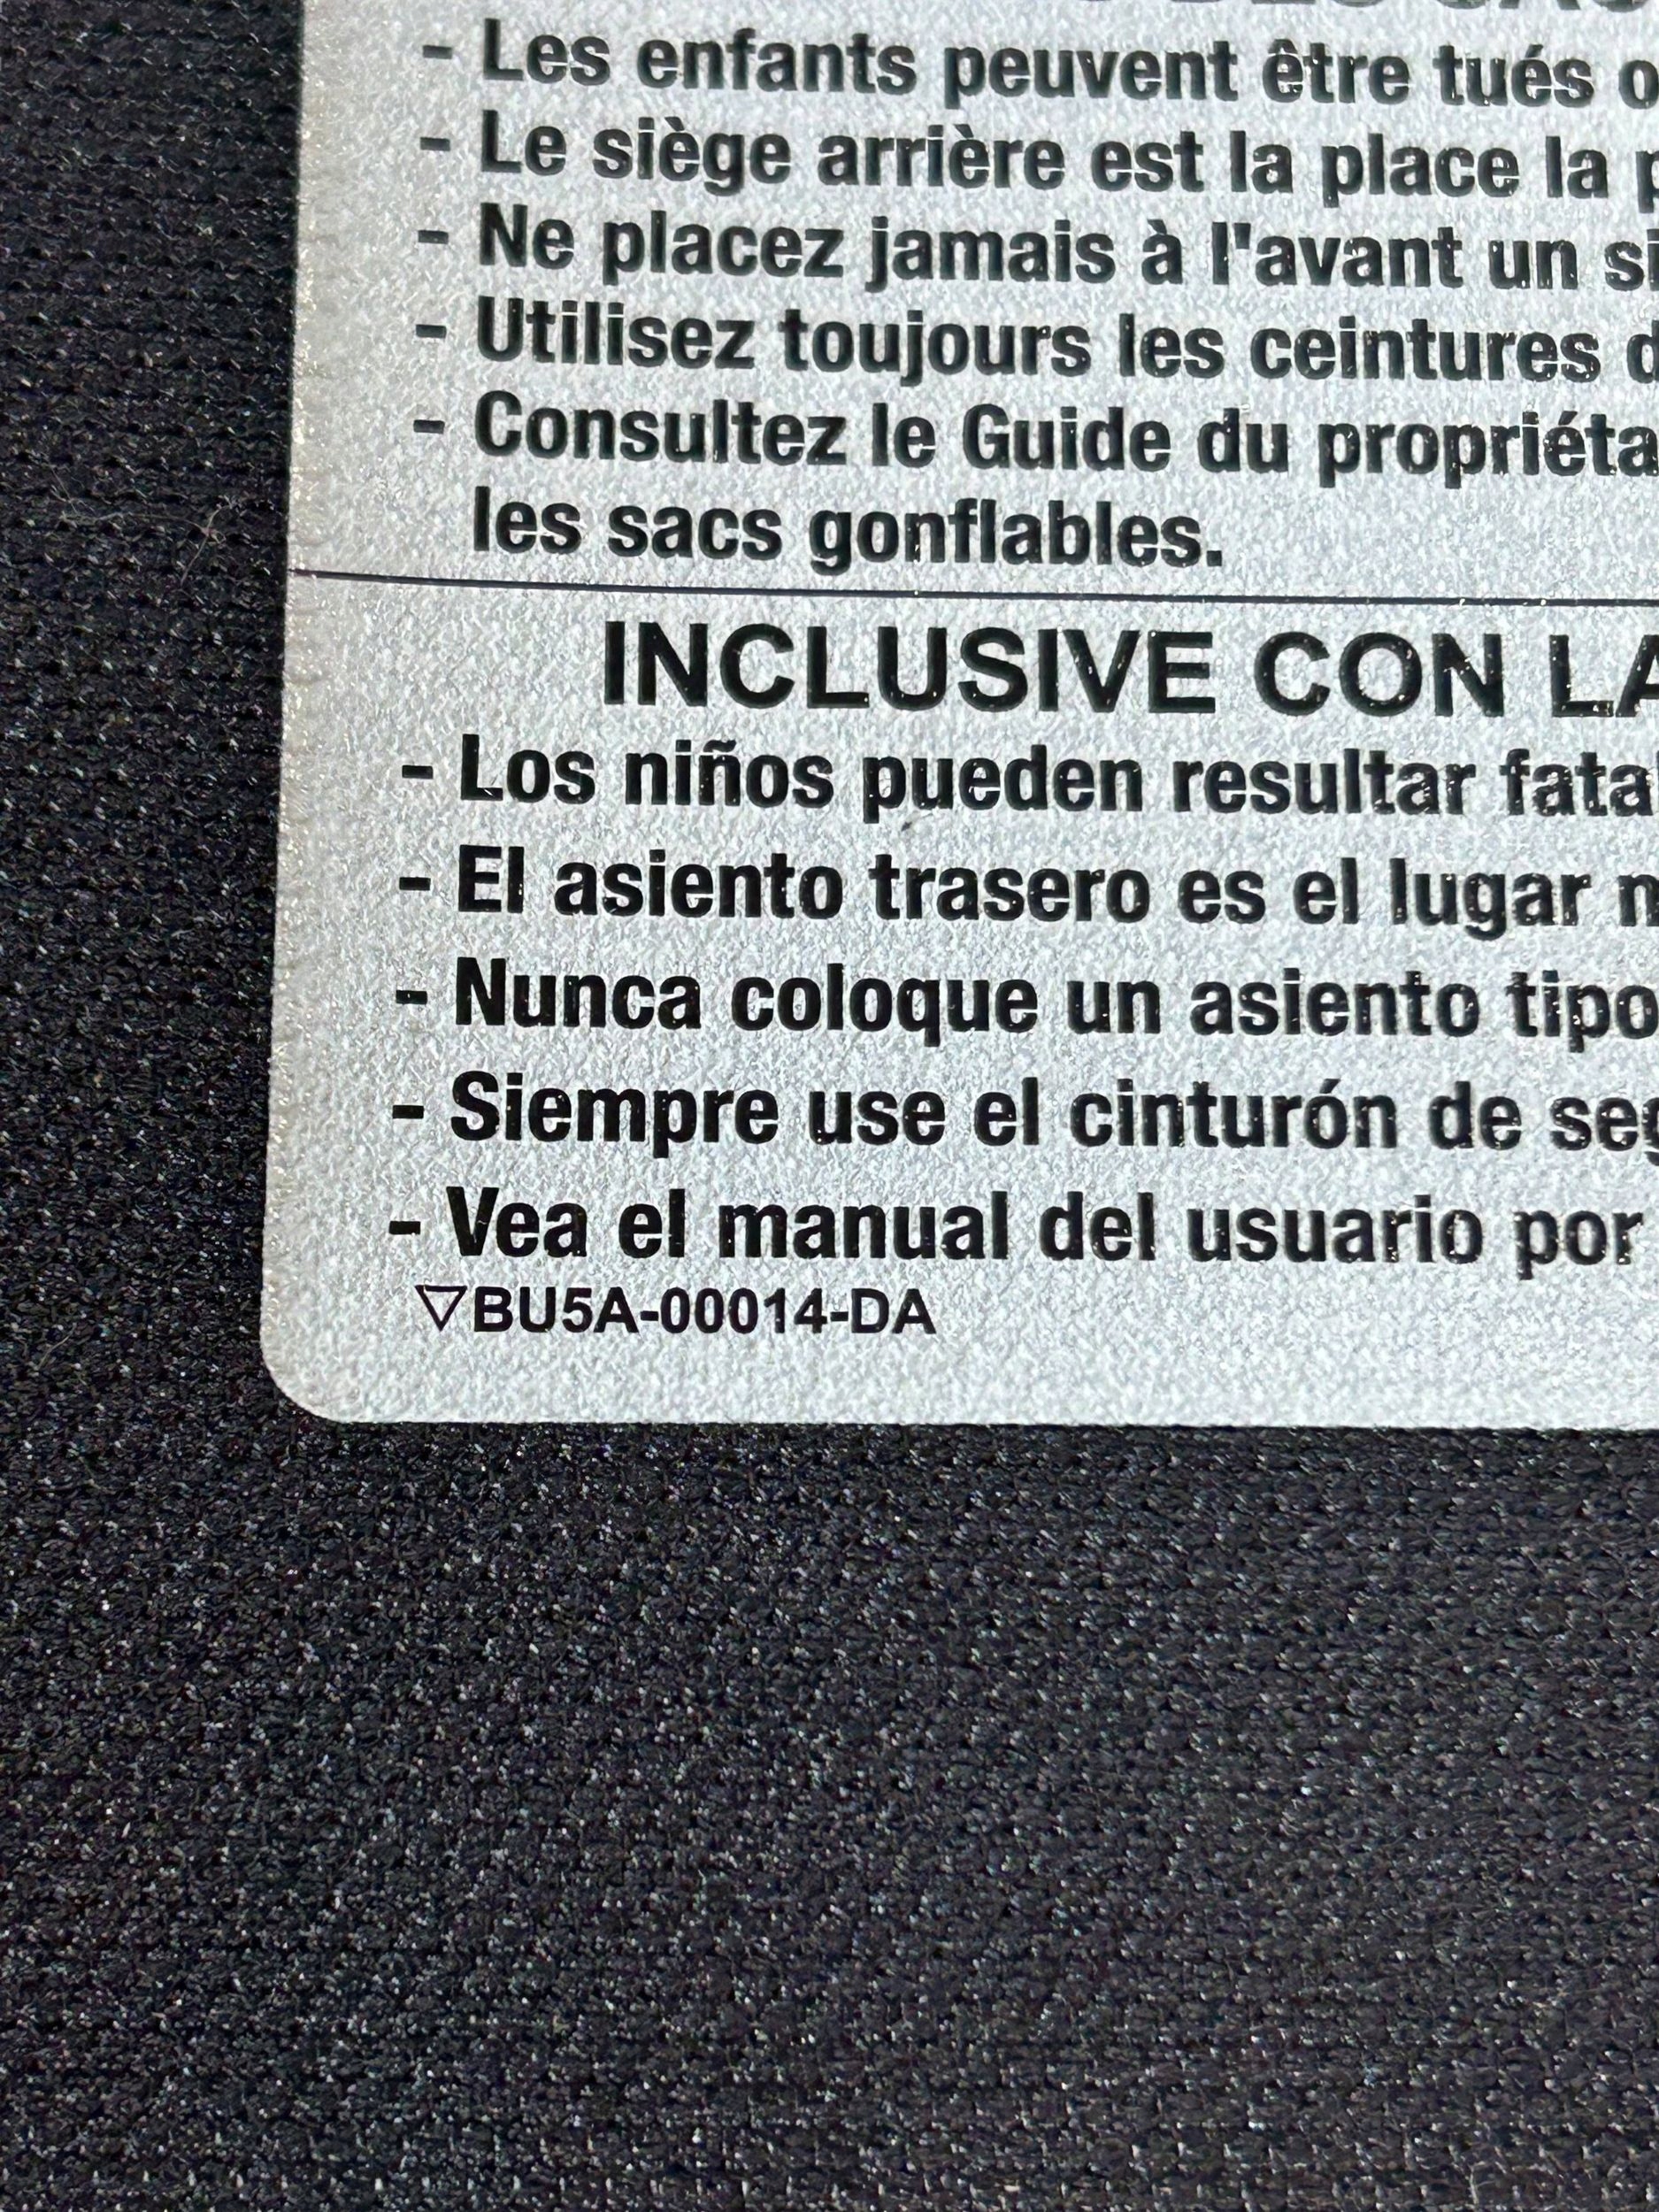 - Les enfants peuvent être tués
- Le siège arrière est la place la
- Ne placez jamais à l'avant un
- Utilisez toujours les ceintures
- Consultez le Guide du
les sacs gonflables.
INCLUSIVE CON
- Los niños pueden resultar
- El asiento trasero es el lugar
- Nunca coloque un asiento tipo
- Siempre use el cinturón de
- Vea el manual del usuario por
▽BU5A-00014-DA